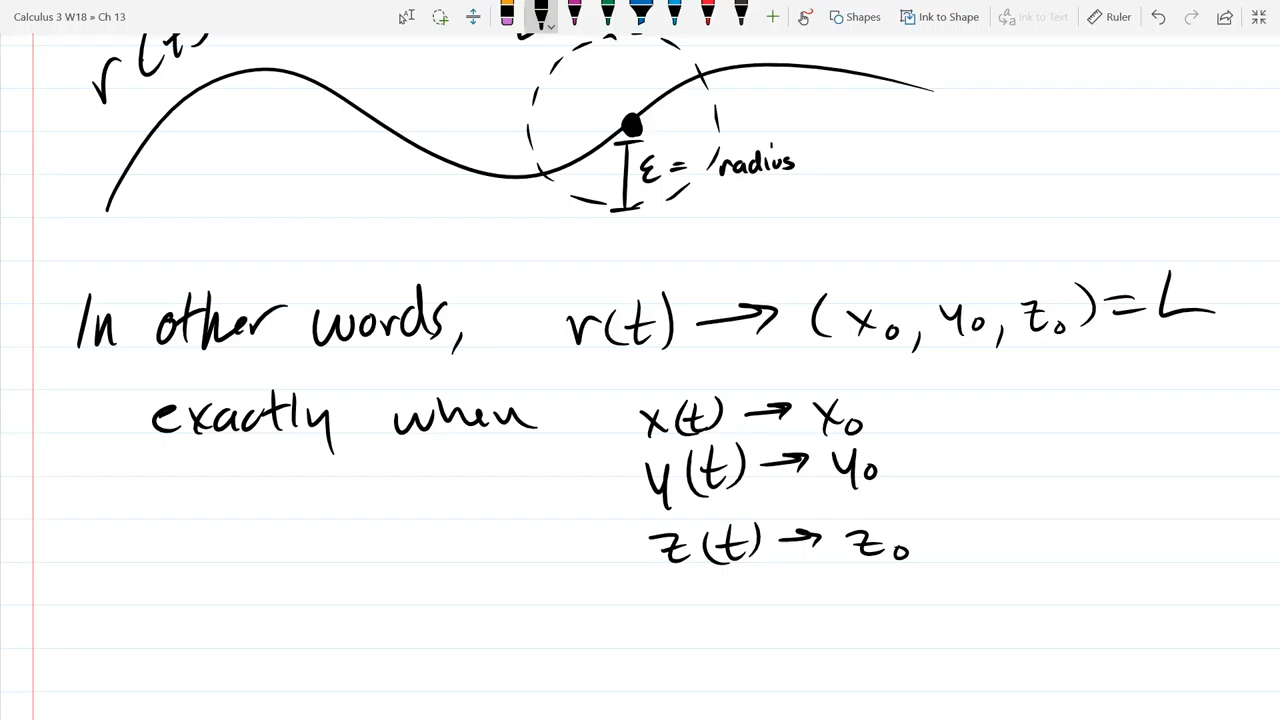 Calculus 3 W18 » Ch 13
Shapes
Ink to Shape
Ink to Text
Ruler
r(t)
ε = radius
In other words, r(t) → (x₀, y₀, z₀) = L
exactly when x(t) → x₀
y(t) → y₀
z(t) → z₀